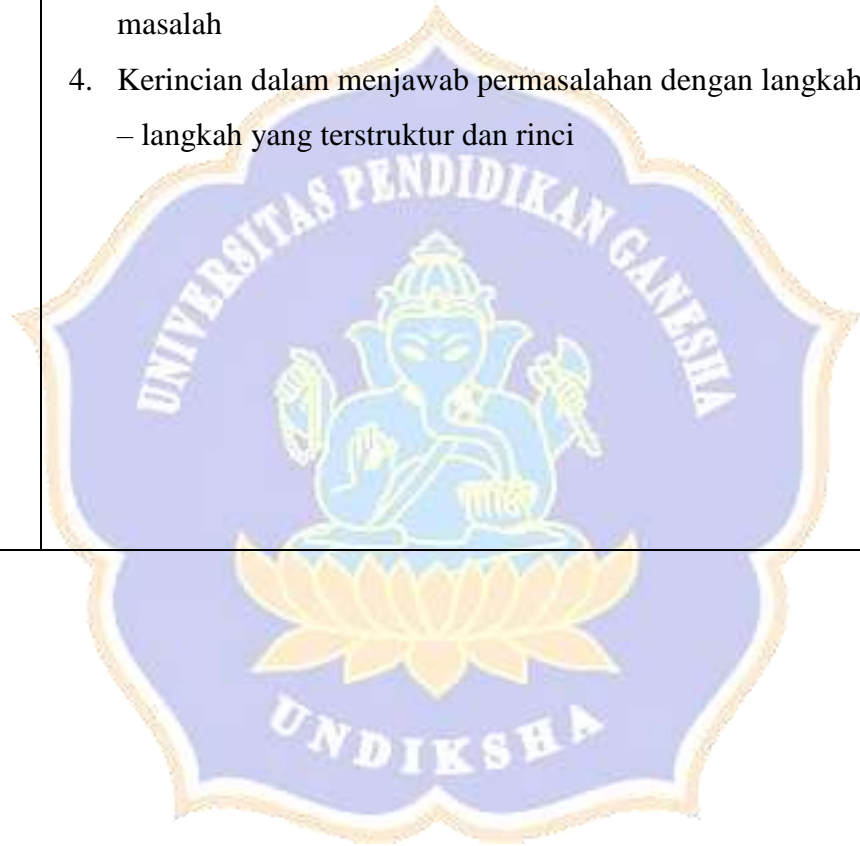 masalah
4. Kerincian dalam menjawab permasalahan dengan langkah
– langkah yang terstruktur dan rinci
UNIVERSITAS PENDIDIKAN GANESHA
UNDIKSHA